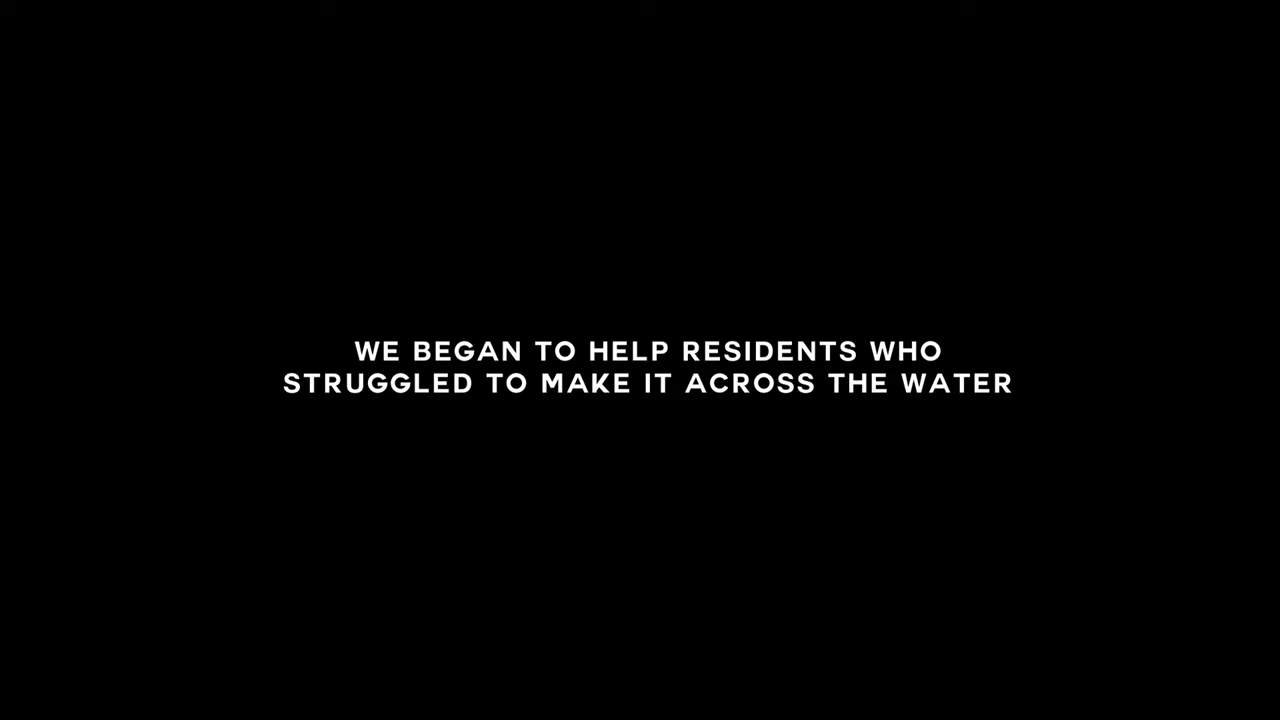 WE BEGAN TO HELP RESIDENTS WHO
STRUGGLED TO MAKE IT ACROSS THE WATER